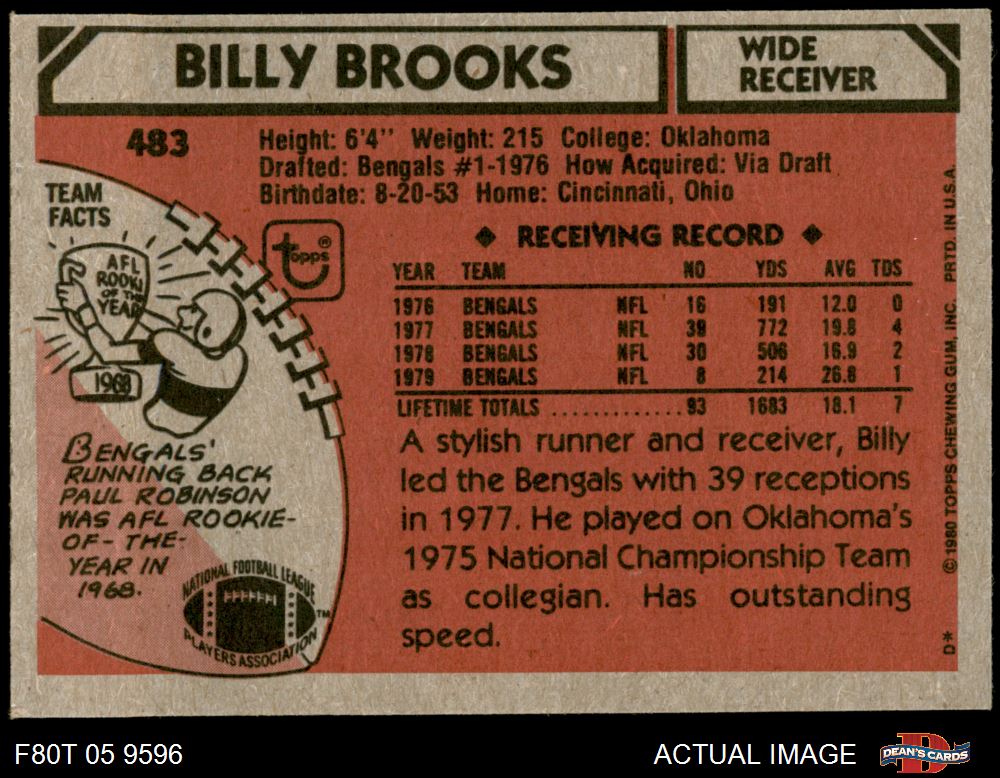 BILLY BROOKS
WIDE
RECEIVER
483
Height: 6'4'' Weight: 215 College: Oklahoma
Drafted: Bengals #1-1976 How Acquired: Via Draft
Birthdate: 8-20-53 Home: Cincinnati, Ohio
TEAM
FACTS
AFL
ROOKI
OF THE
YEAR
1968
topps®
BENGALS'
RUNNING BACK
PAUL ROBINSON
WAS AFL ROOKIE-
OF-THE-
YEAR IN
1968.
NATIONAL FOOTBALL LEAGUE
PLAYERS ASSOCIATION
™
◆ RECEIVING RECORD ◆
YEAR TEAM NO YDS AVG TDS
1976 BENGALS NFL 16 191 12.0 0
1977 BENGALS NFL 39 772 19.8 4
1978 BENGALS NFL 30 506 16.9 2
1979 BENGALS NFL 8 214 26.8 1
LIFETIME TOTALS ............93 1683 18.1 7
A stylish runner and receiver, Billy
led the Bengals with 39 receptions
in 1977. He played on Oklahoma's
1975 National Championship Team
as collegian. Has outstanding
speed.
D* ©1980 TOPPS CHEWING GUM, INC. PRTD. IN U.S.A.
F80T 05 9596
ACTUAL IMAGE
DEAN'S CARDS